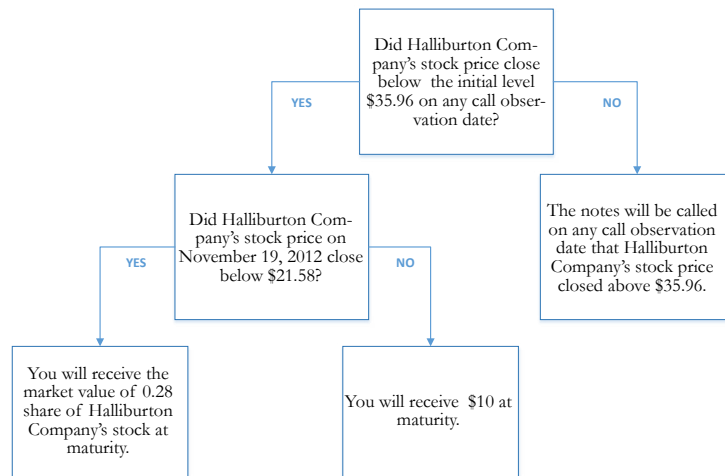 Did Halliburton Com-
pany's stock price close
below the initial level
$35.96 on any call obser-
vation date?
YES
NO
Did Halliburton Com-
pany's stock price on
November 19, 2012 close
below $21.58?
The notes will be called
on any call observation
date that Halliburton
Company's stock price
closed above $35.96.
YES
NO
You will receive the
market value of 0.28
share of Halliburton
Company's stock at
maturity.
You will receive $10 at
maturity.